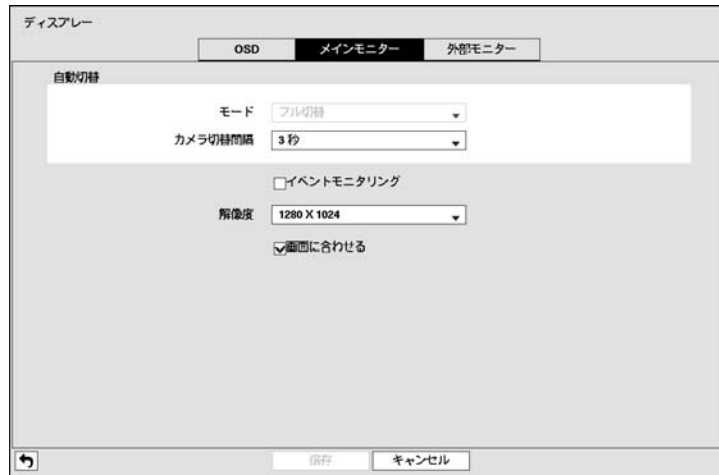 ディスプレー
OSD メインモニター 外部モニター
自動切替
モード フル切替
カメラ切替間隔 3 秒
イベントモニタリング
解像度 1280 X 1024
画面に合わせる
保存 キャンセル